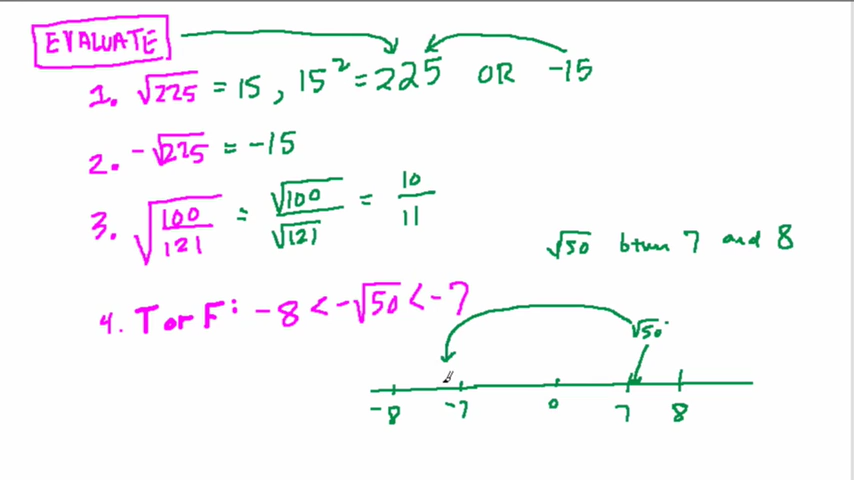 EVALUATE
1. √225 = 15, 15² = 225 OR -15
2. -√225 = -15
3. √(100/121) = √100/√121 = 10/11
√50 btwn 7 and 8
4. T or F: -8 < -√50 < -7
√50
-8 -7 0 7 8